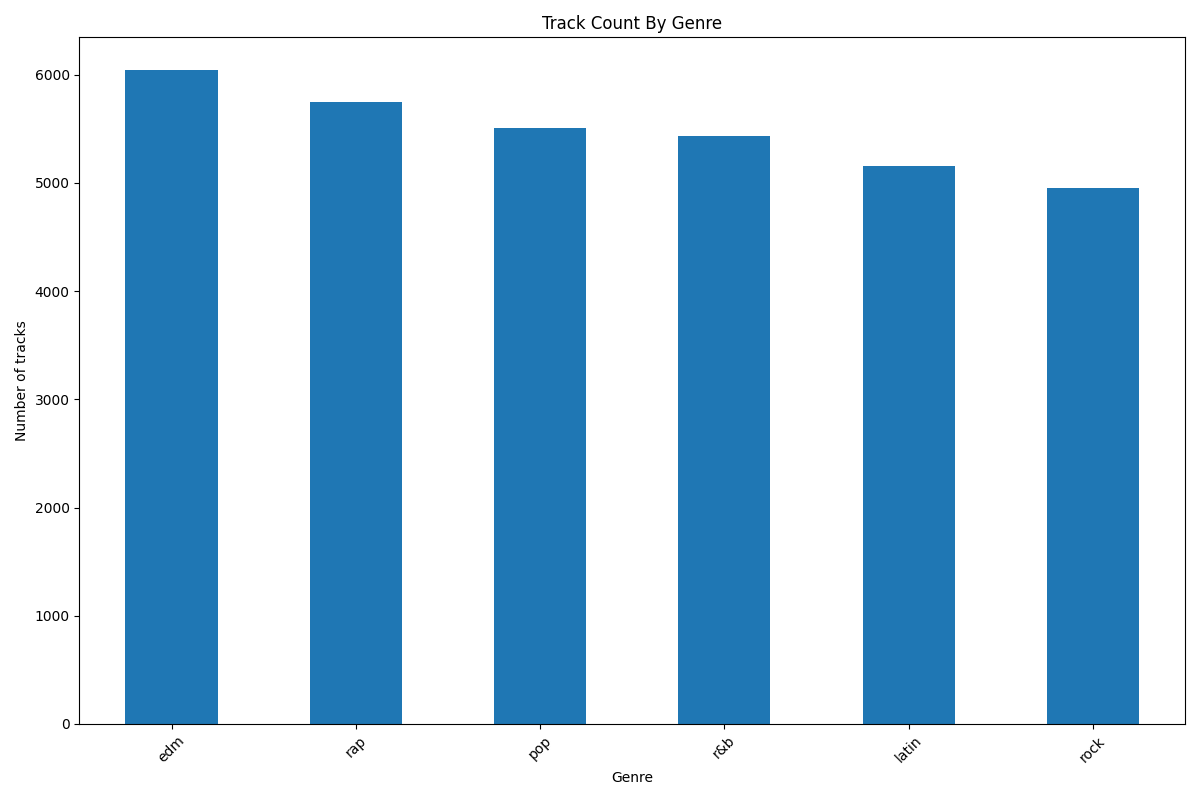 Track Count By Genre
Number of tracks
6000
5000
4000
3000
2000
1000
0
edm
rap
pop
r&b
latin
rock
Genre